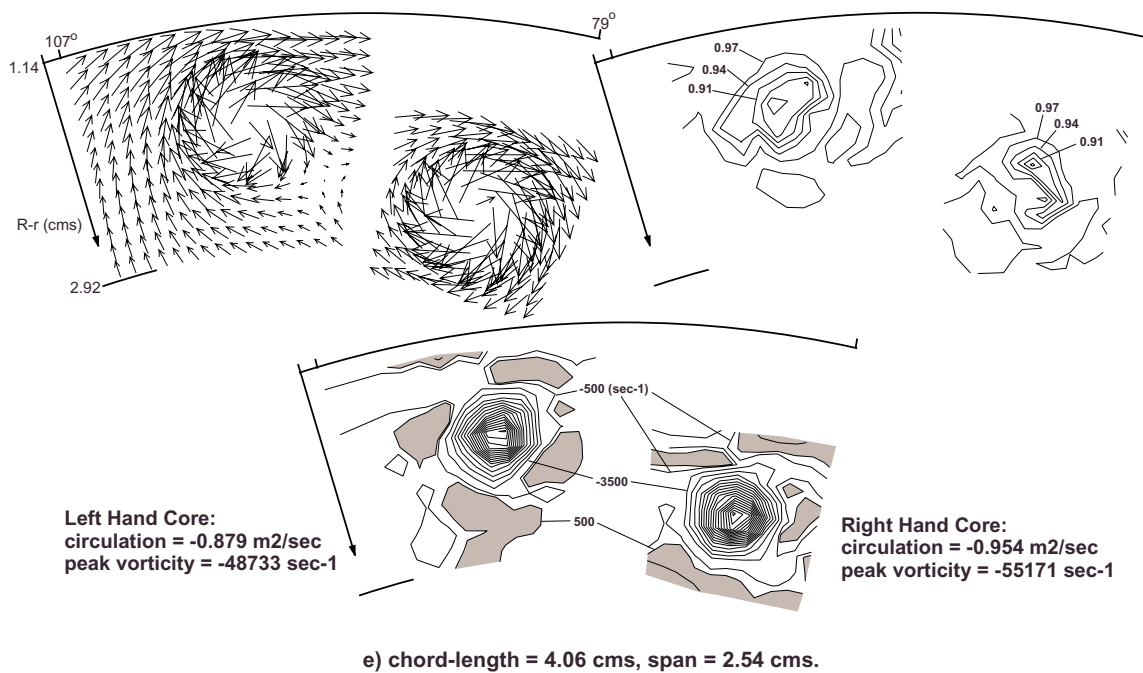 107o
79o
1.14
R-r (cms)
2.92
0.97
0.94
0.91
0.97
0.94
0.91
-500 (sec-1)
-3500
500
Left Hand Core:
circulation = -0.879 m2/sec
peak vorticity = -48733 sec-1
Right Hand Core:
circulation = -0.954 m2/sec
peak vorticity = -55171 sec-1
e) chord-length = 4.06 cms, span = 2.54 cms.